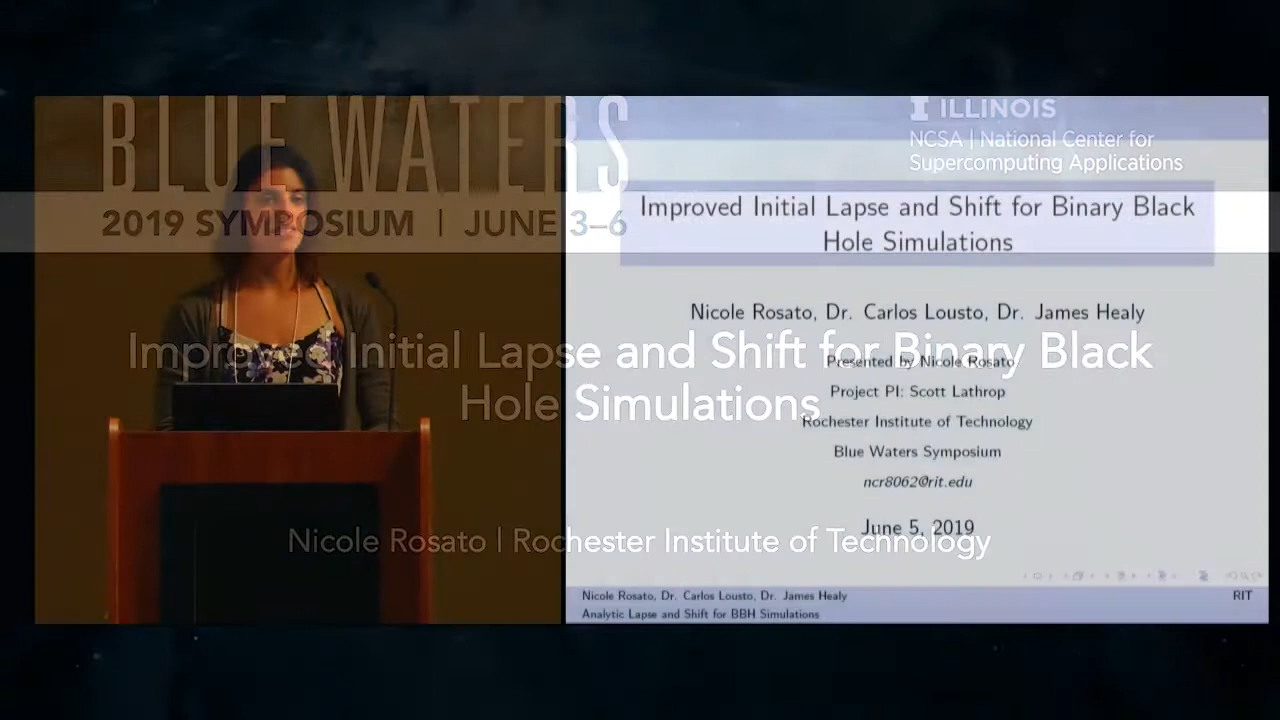 BLUE WATERS
2019 SYMPOSIUM | JUNE 3–6
ILLINOIS
NCSA | National Center for
Supercomputing Applications
Improved Initial Lapse and Shift for Binary Black
Hole Simulations
Nicole Rosato | Rochester Institute of Technology
Improved Initial Lapse and Shift for Binary Black
Hole Simulations
Nicole Rosato, Dr. Carlos Lousto, Dr. James Healy
Presented by Nicole Rosato
Project PI: Scott Lathrop
Rochester Institute of Technology
Blue Waters Symposium
ncr8062@rit.edu
June 5, 2019
Nicole Rosato, Dr. Carlos Lousto, Dr. James Healy
RIT
Analytic Lapse and Shift for BBH Simulations